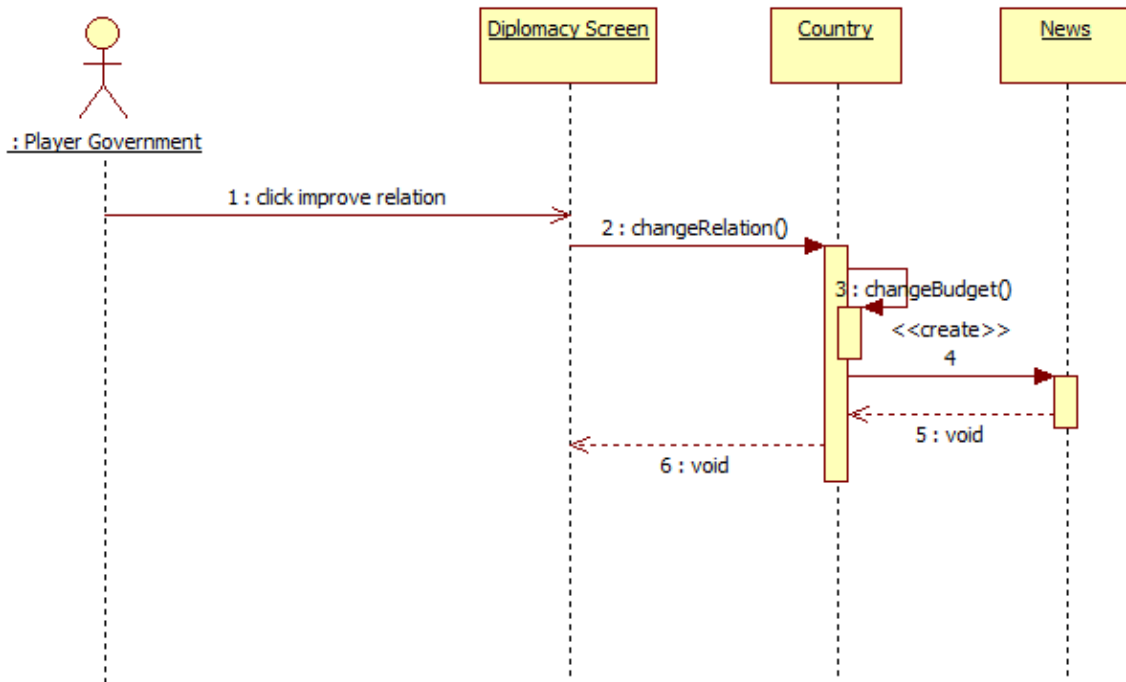 Diplomacy Screen
Country
News
: Player Government
1 : click improve relation
2 : changeRelation()
3 : changeBudget()
<<create>>
4
5 : void
6 : void